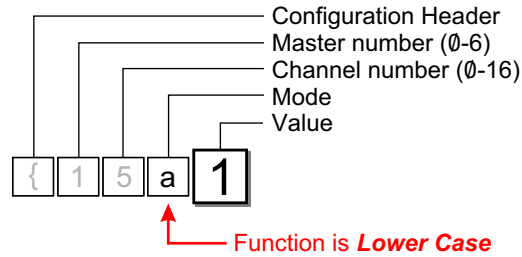 Configuration Header
Master number (0-6)
Channel number (0-16)
Mode
Value
{ 1 5 a 1
Function is Lower Case